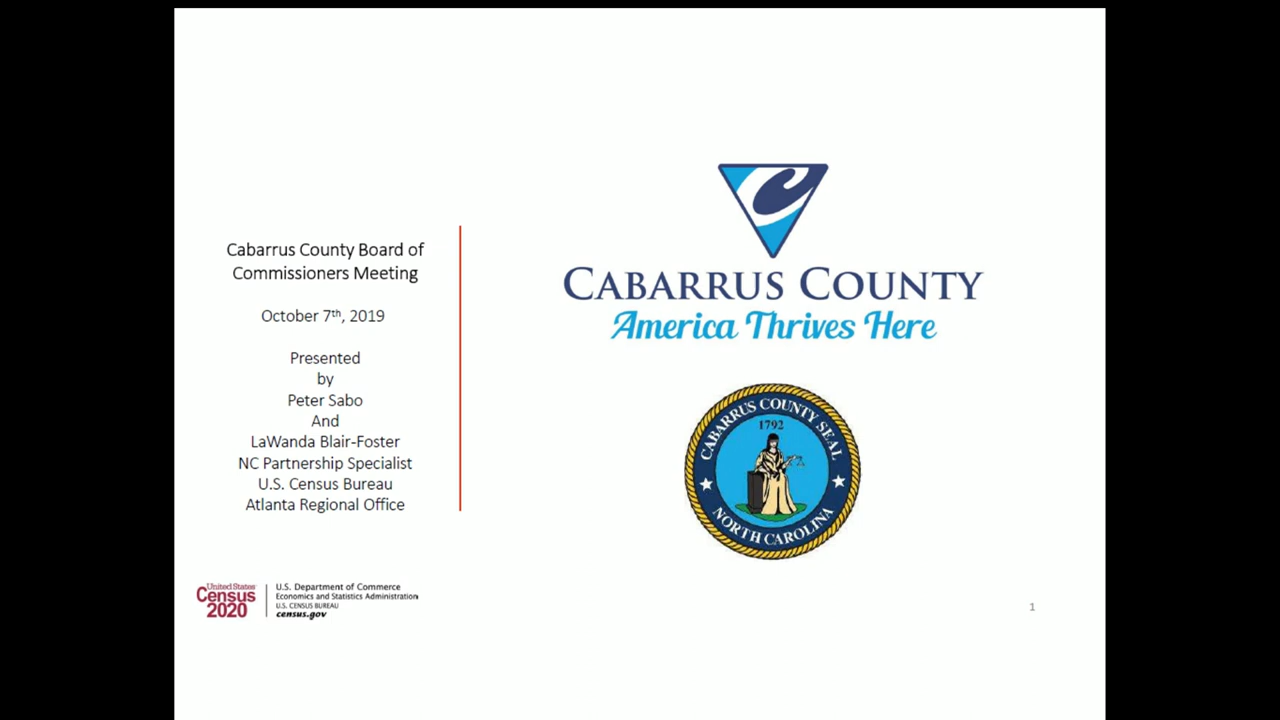 Cabarrus County Board of
Commissioners Meeting
October 7th, 2019
Presented
by
Peter Sabo
And
LaWanda Blair-Foster
NC Partnership Specialist
U.S. Census Bureau
Atlanta Regional Office
CABARRUS COUNTY
America Thrives Here
CABARRUS COUNTY SEAL
1792
NORTH CAROLINA
United States
Census
2020
U.S. Department of Commerce
Economics and Statistics Administration
U.S. CENSUS BUREAU
census.gov
1